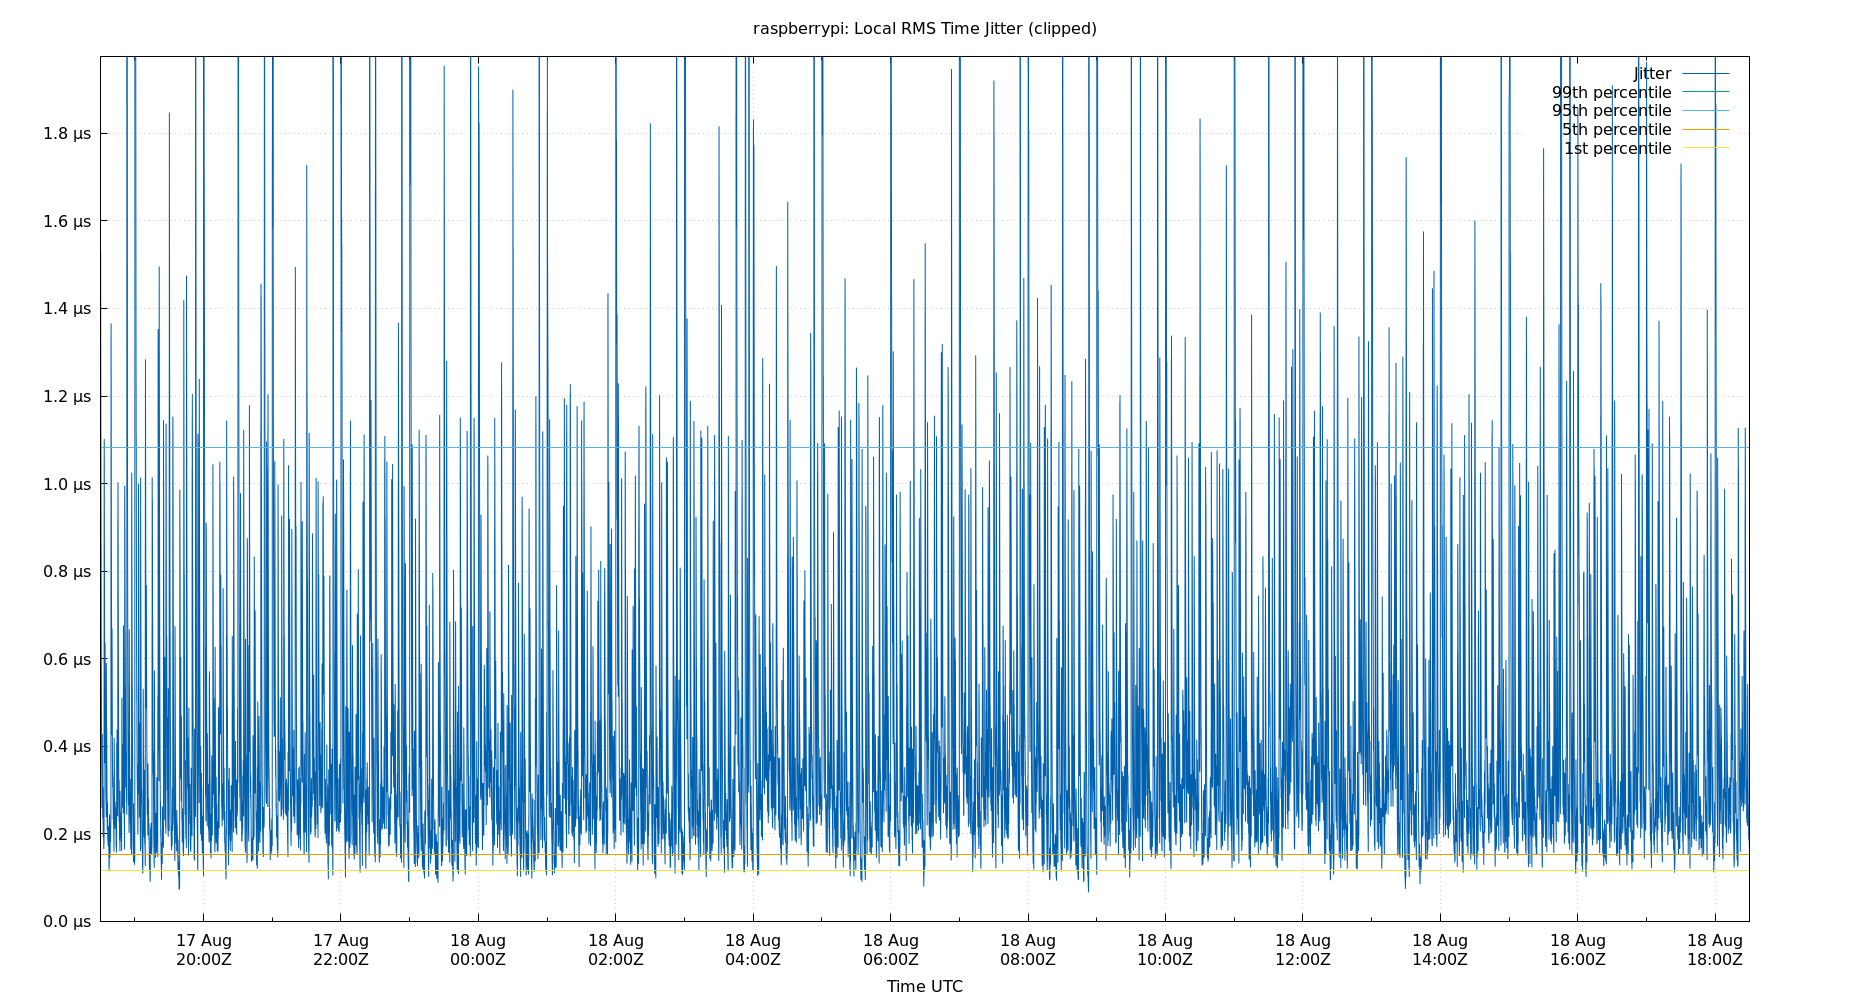 raspberrypi: Local RMS Time Jitter (clipped)
Jitter
99th percentile
95th percentile
5th percentile
1st percentile
1.8 µs
1.6 µs
1.4 µs
1.2 µs
1.0 µs
0.8 µs
0.6 µs
0.4 µs
0.2 µs
0.0 µs
17 Aug 17 Aug 18 Aug 18 Aug 18 Aug 18 Aug 18 Aug 18 Aug 18 Aug 18 Aug 18 Aug 18 Aug
20:00Z 22:00Z 00:00Z 02:00Z 04:00Z 06:00Z 08:00Z 10:00Z 12:00Z 14:00Z 16:00Z 18:00Z
Time UTC